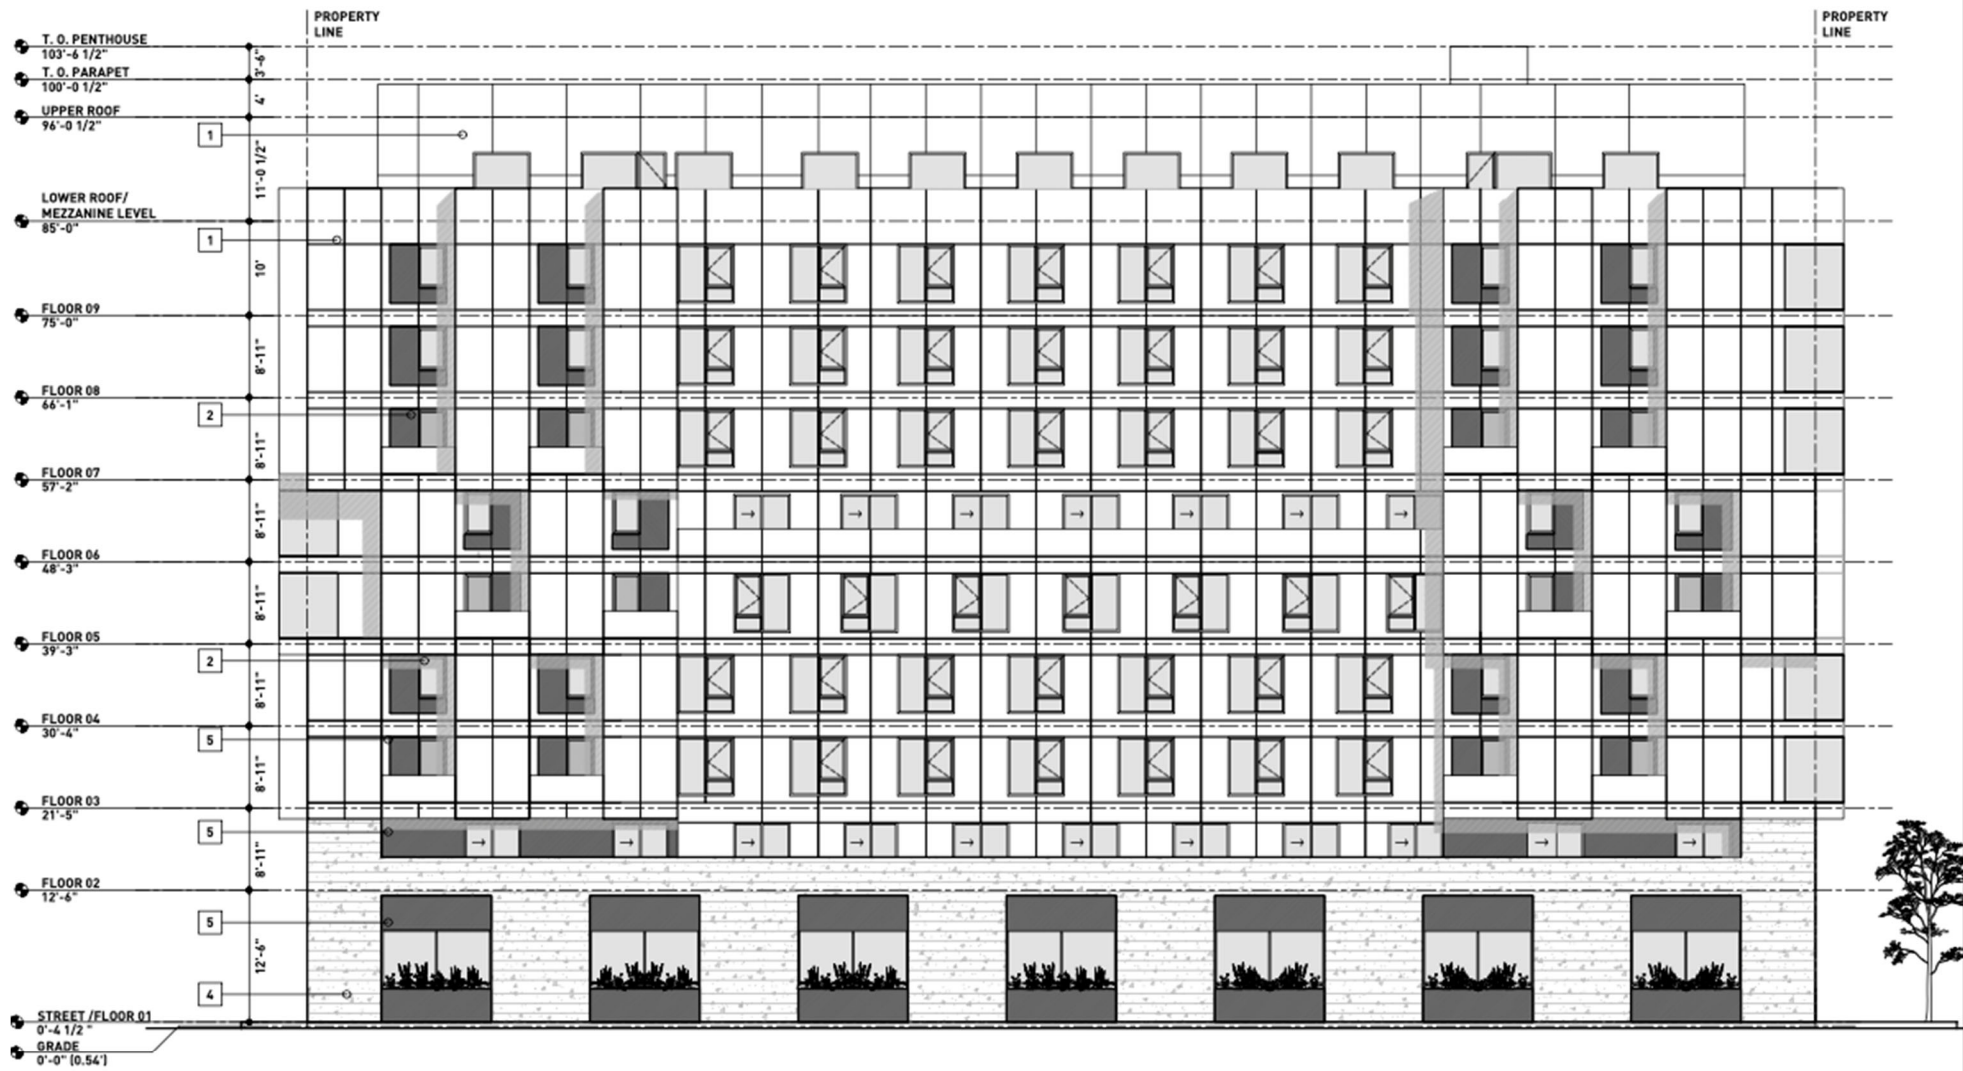 PROPERTY
LINE
PROPERTY
LINE
T. O. PENTHOUSE
103'-6 1/2"
3'-6"
T. O. PARAPET
100'-0 1/2"
4'
UPPER ROOF
96'-0 1/2"
1
11'-0 1/2"
LOWER ROOF/
MEZZANINE LEVEL
85'-0"
1
10'
FLOOR 09
75'-0"
8'-11"
FLOOR 08
66'-1"
2
8'-11"
FLOOR 07
57'-2"
8'-11"
FLOOR 06
48'-3"
8'-11"
FLOOR 05
39'-3"
2
8'-11"
FLOOR 04
30'-4"
5
8'-11"
FLOOR 03
21'-5"
5
8'-11"
FLOOR 02
12'-6"
5
12'-6"
4
STREET /FLOOR 01
0'-4 1/2 "
GRADE
0'-0" (0.54')